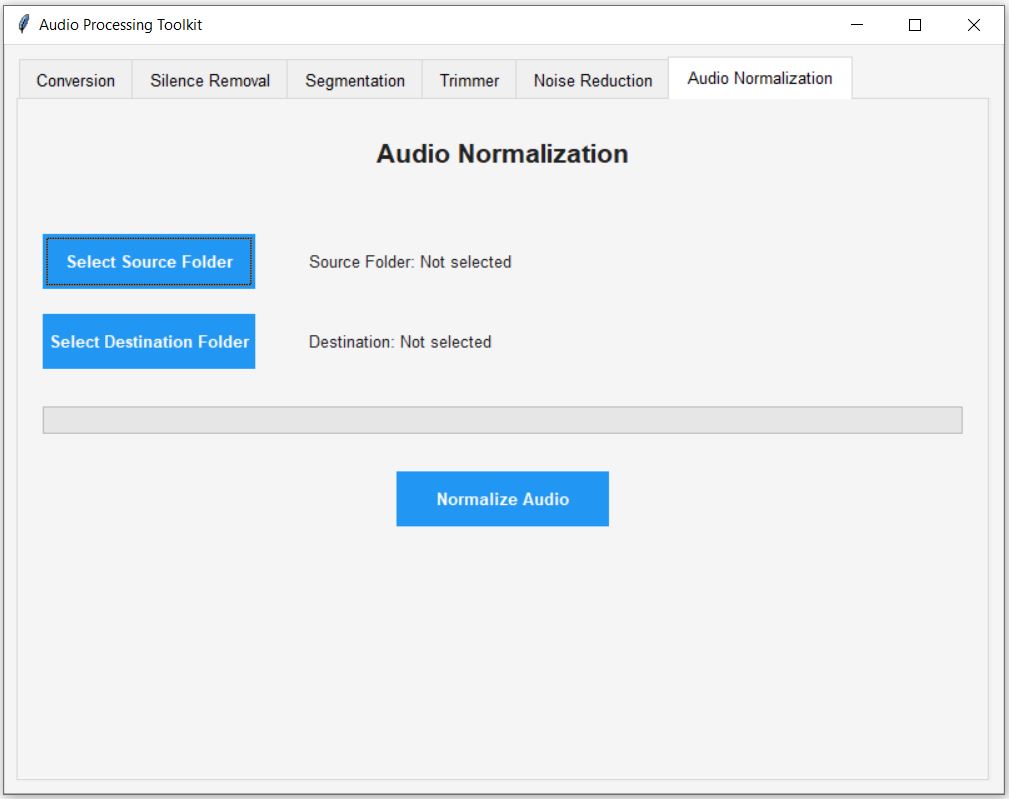 Audio Processing Toolkit
Conversion Silence Removal Segmentation Trimmer Noise Reduction Audio Normalization
Audio Normalization
Select Source Folder Source Folder: Not selected
Select Destination Folder Destination: Not selected
Normalize Audio